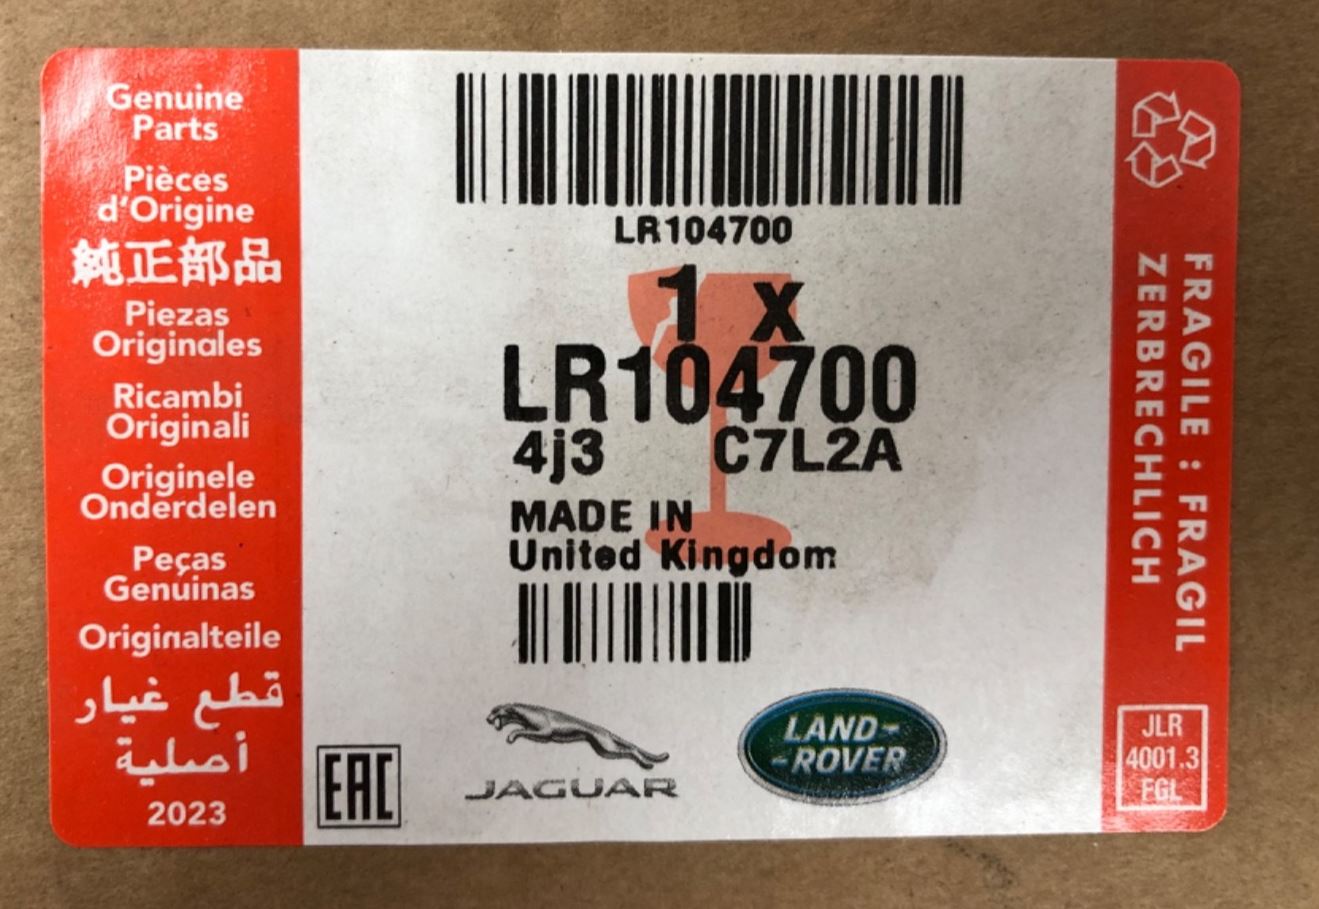 Genuine
Parts
Pièces
d'Origine
純正部品
Piezas
Originales
Ricambi
Originali
Originele
Onderdelen
Peças
Genuinas
Originalteile
قطع غيار
أصلية
2023
LR104700
1 x
LR104700
4j3 C7L2A
MADE IN
United Kingdom
EAC
JAGUAR
LAND-
-ROVER
FRAGILE : FRAGIL
ZERBRECHLICH
JLR
4001.3
FGL